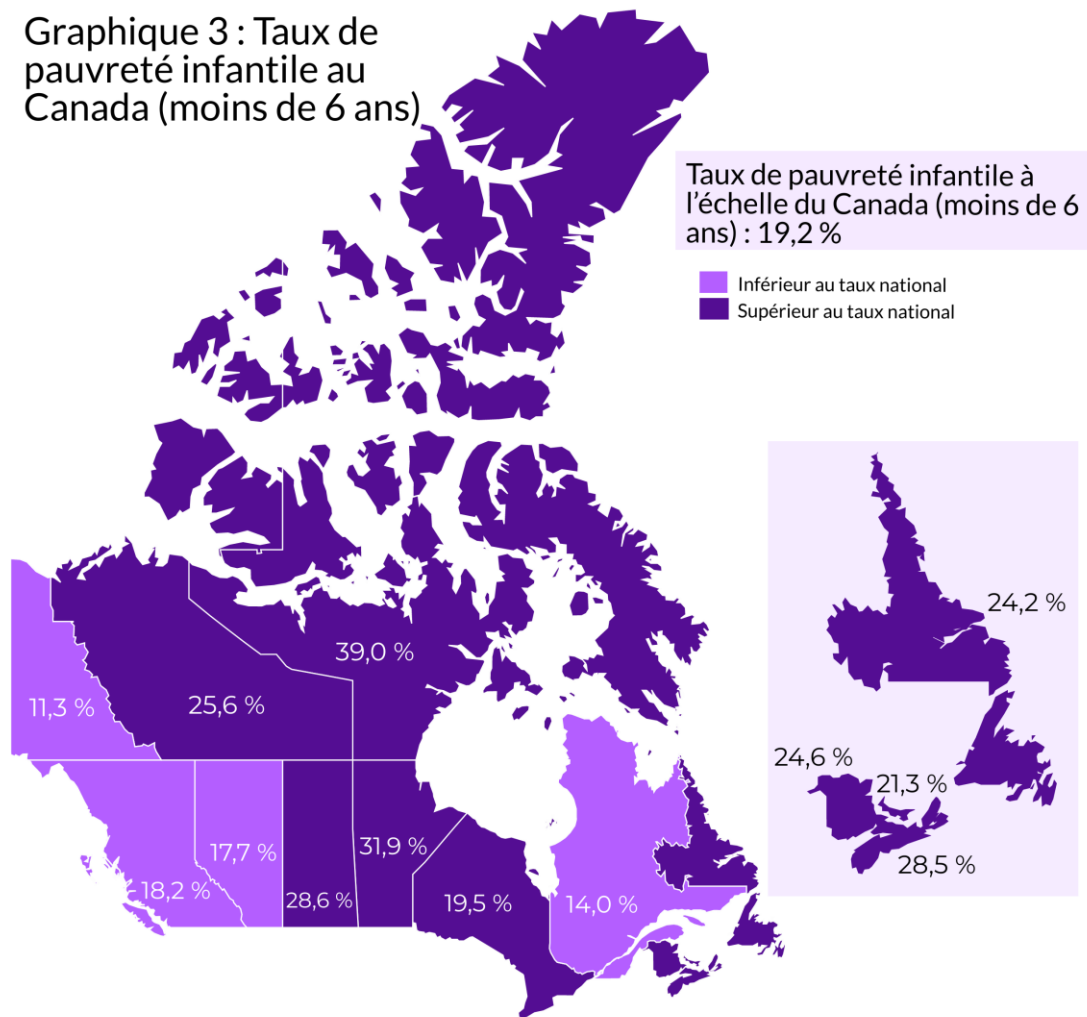 Graphique 3 : Taux de
pauvreté infantile au
Canada (moins de 6 ans)
Taux de pauvreté infantile à
l'échelle du Canada (moins de 6
ans) : 19,2 %
Inférieur au taux national
Supérieur au taux national
39,0 %
11,3 %
25,6 %
17,7 %
18,2 %
28,6 %
31,9 %
19,5 %
14,0 %
24,2 %
24,6 %
21,3 %
28,5 %